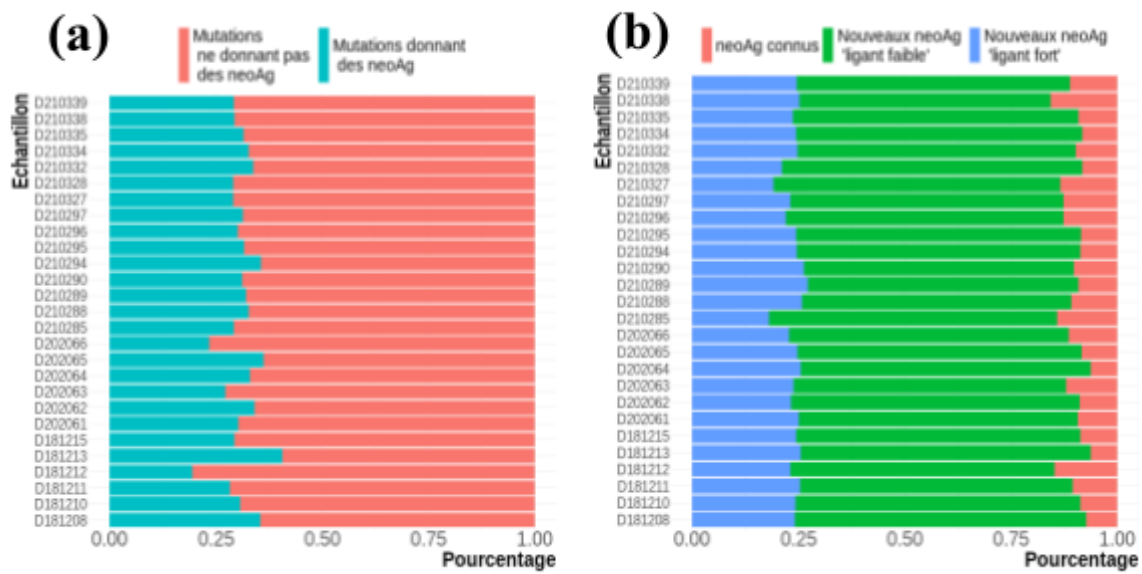 (a)
Mutations
ne donnant pas
des neoAg
Mutations donnant
des neoAg
Echantillon
D210339
D210338
D210335
D210334
D210332
D210328
D210327
D210297
D210296
D210295
D210294
D210290
D210289
D210288
D210285
D202066
D202065
D202064
D202063
D202062
D202061
D181215
D181213
D181212
D181211
D181210
D181208
0.00 0.25 0.50 0.75 1.00
Pourcentage
(b)
neoAg connus
Nouveaux neoAg
'ligant faible'
Nouveaux neoAg
'ligant fort'
Echantillon
D210339
D210338
D210335
D210334
D210332
D210328
D210327
D210297
D210296
D210295
D210294
D210290
D210289
D210288
D210285
D202066
D202065
D202064
D202063
D202062
D202061
D181215
D181213
D181212
D181211
D181210
D181208
0.00 0.25 0.50 0.75 1.00
Pourcentage